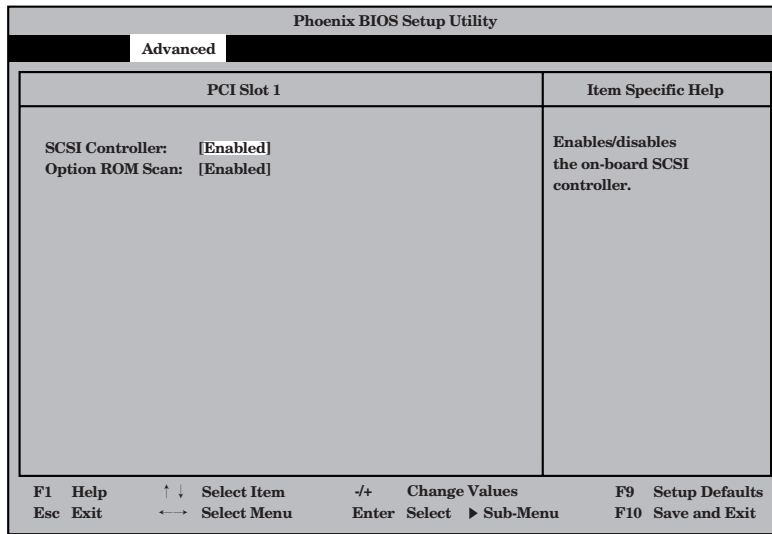 Phoenix BIOS Setup Utility
Advanced
PCI Slot 1
Item Specific Help
SCSI Controller: [Enabled]
Option ROM Scan: [Enabled]
Enables/disables
the on-board SCSI
controller.
F1 Help ↑↓ Select Item -/+ Change Values F9 Setup Defaults
Esc Exit ←→ Select Menu Enter Select ▶ Sub-Menu F10 Save and Exit